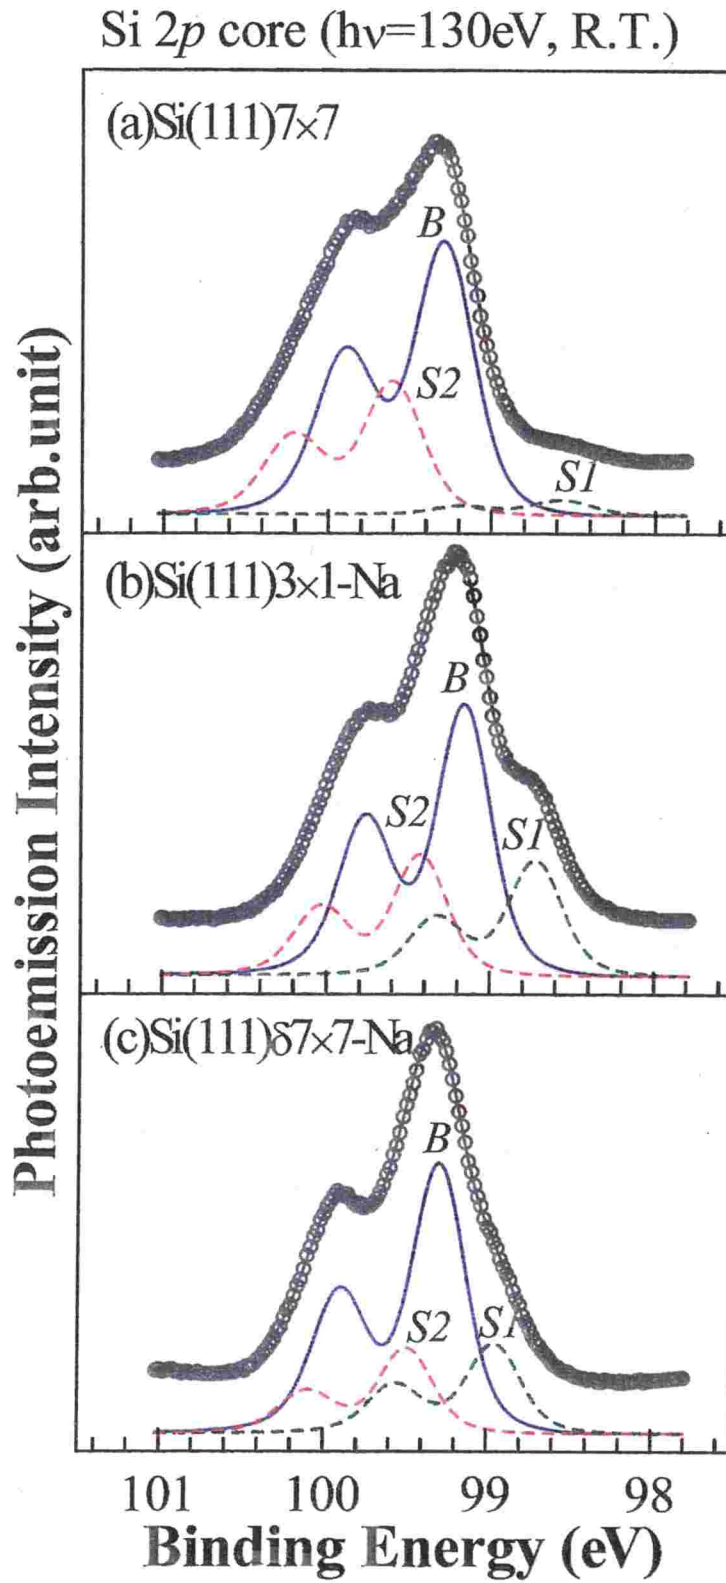 Si 2p core (hν=130eV, R.T.)
(a)Si(111)7×7
B
S2
S1
(b)Si(111)3×1-Na
B
S2
S1
(c)Si(111)δ7×7-Na
B
S2
S1
Photoemission Intensity (arb.unit)
101 100 99 98
Binding Energy (eV)